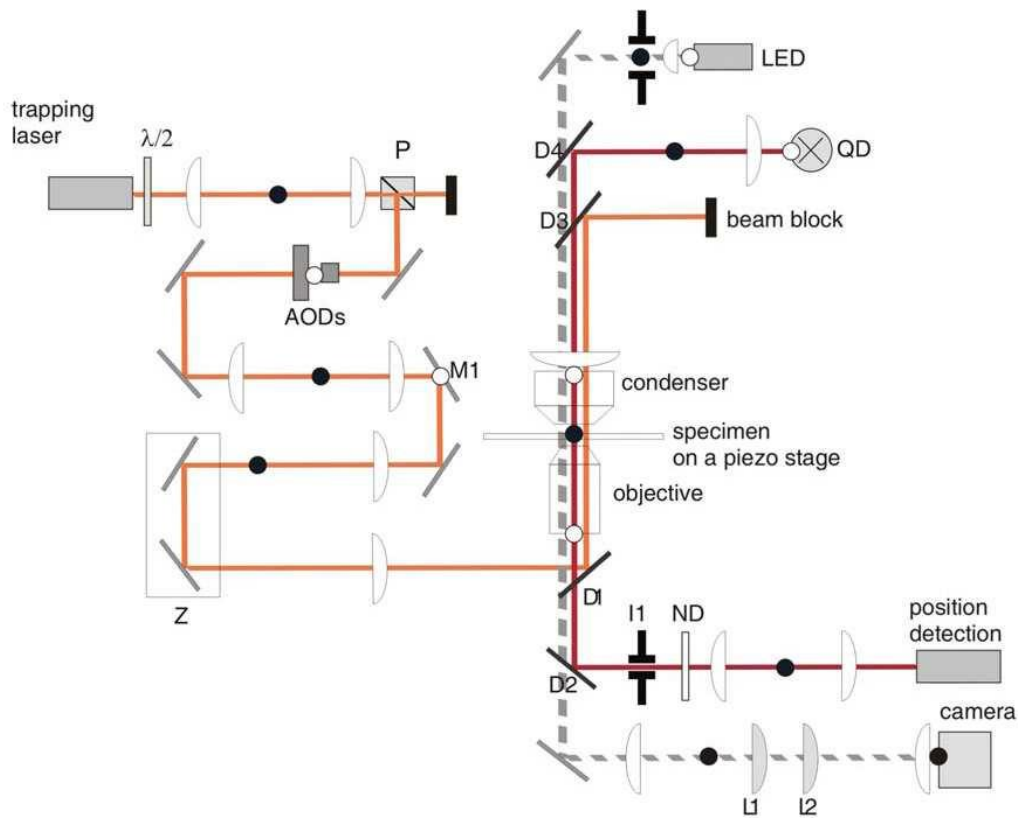 LED
trapping
laser
λ/2
P
D4
QD
D3
beam block
AODs
M1
condenser
specimen
on a piezo stage
objective
Z
D1
I1
ND
position
detection
D2
camera
L1
L2